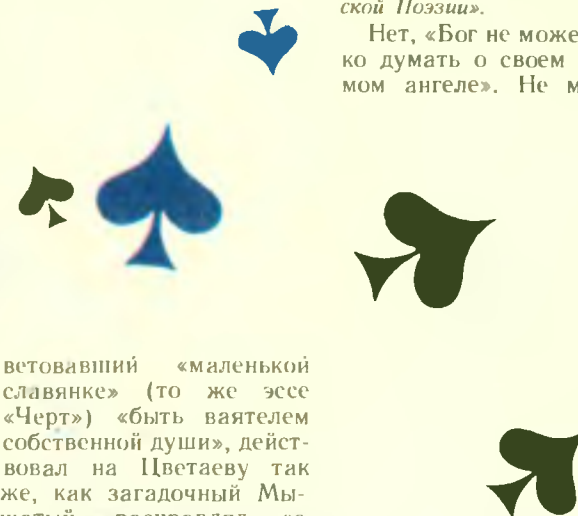 ской Поэзии».
Нет, «Бог не може
ко думать о своем
мом ангеле». Не м
ветовавший «маленькой
славянке» (то же эссе
«Черт») «быть ваятелем
собственной души», дейст-
вовал на Цветаеву так
же, как загадочный Мы-